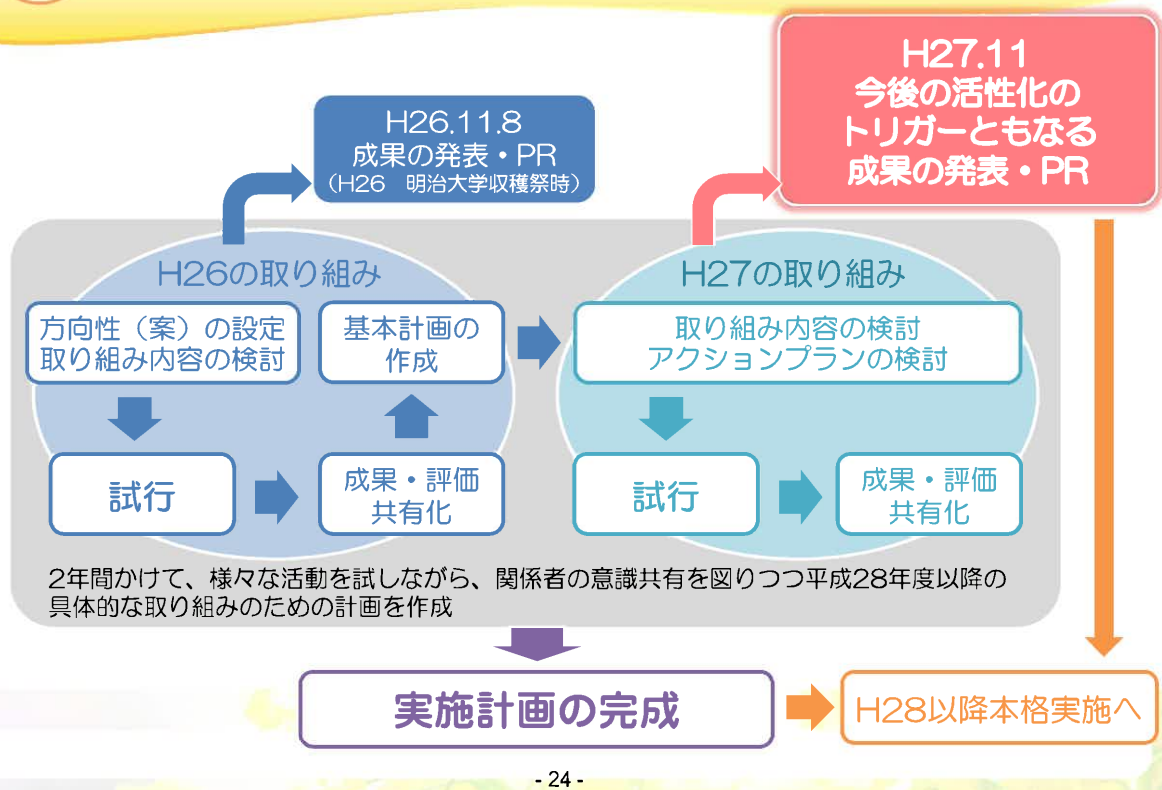 H27.11
今後の活性化の
トリガーともなる
成果の発表・PR
H26.11.8
成果の発表・PR
(H26 明治大学収穫祭時)
H26の取り組み
方向性（案）の設定
取り組み内容の検討
基本計画の
作成
試行
成果・評価
共有化
H27の取り組み
取り組み内容の検討
アクションプランの検討
試行
成果・評価
共有化
2年間かけて、様々な活動を試しながら、関係者の意識共有を図りつつ平成28年度以降の
具体的な取り組みのための計画を作成
実施計画の完成
H28以降本格実施へ
- 24 -